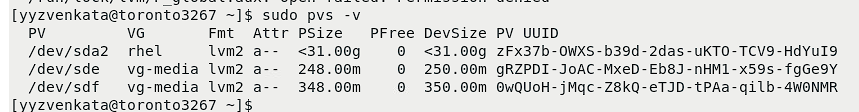 [yyzvenkata@toronto3267 ~]$ sudo pvs -v
PV VG Fmt Attr PSize PFree DevSize PV UUID
/dev/sda2 rhel lvm2 a-- <31.00g 0 <31.00g zFx37b-OWXS-b39d-2das-uKTO-TCV9-HdYuI9
/dev/sde vg-media lvm2 a-- 248.00m 0 250.00m gRZPDI-JoAC-MxeD-Eb8J-nHM1-x59s-fgGe9Y
/dev/sdf vg-media lvm2 a-- 348.00m 0 350.00m 0wQUoH-jMqc-Z8kQ-eTJD-tPAa-qilb-4W0NMR
[yyzvenkata@toronto3267 ~]$